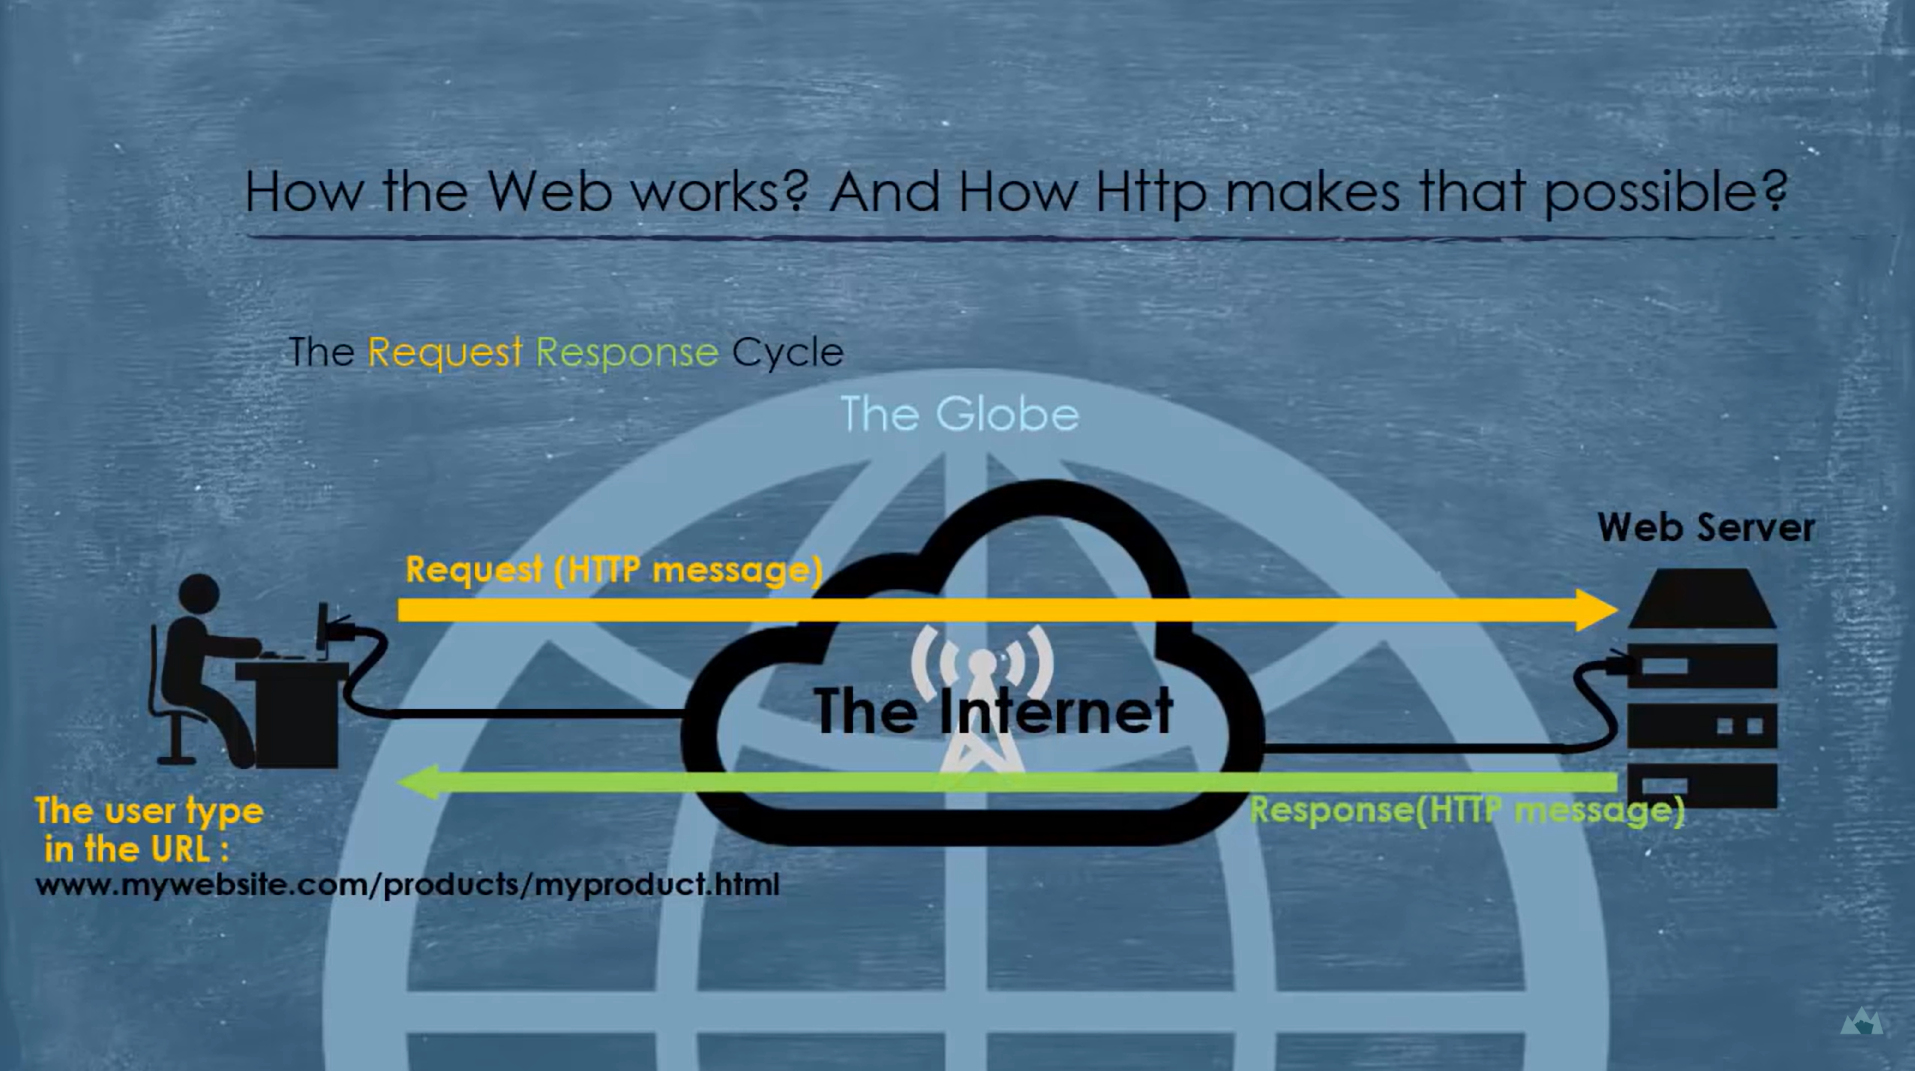 How the Web works? And How Http makes that possible?
The Request Response Cycle
The Globe
Web Server
Request (HTTP message)
The Internet
Response(HTTP message)
The user type
in the URL :
www.mywebsite.com/products/myproduct.html